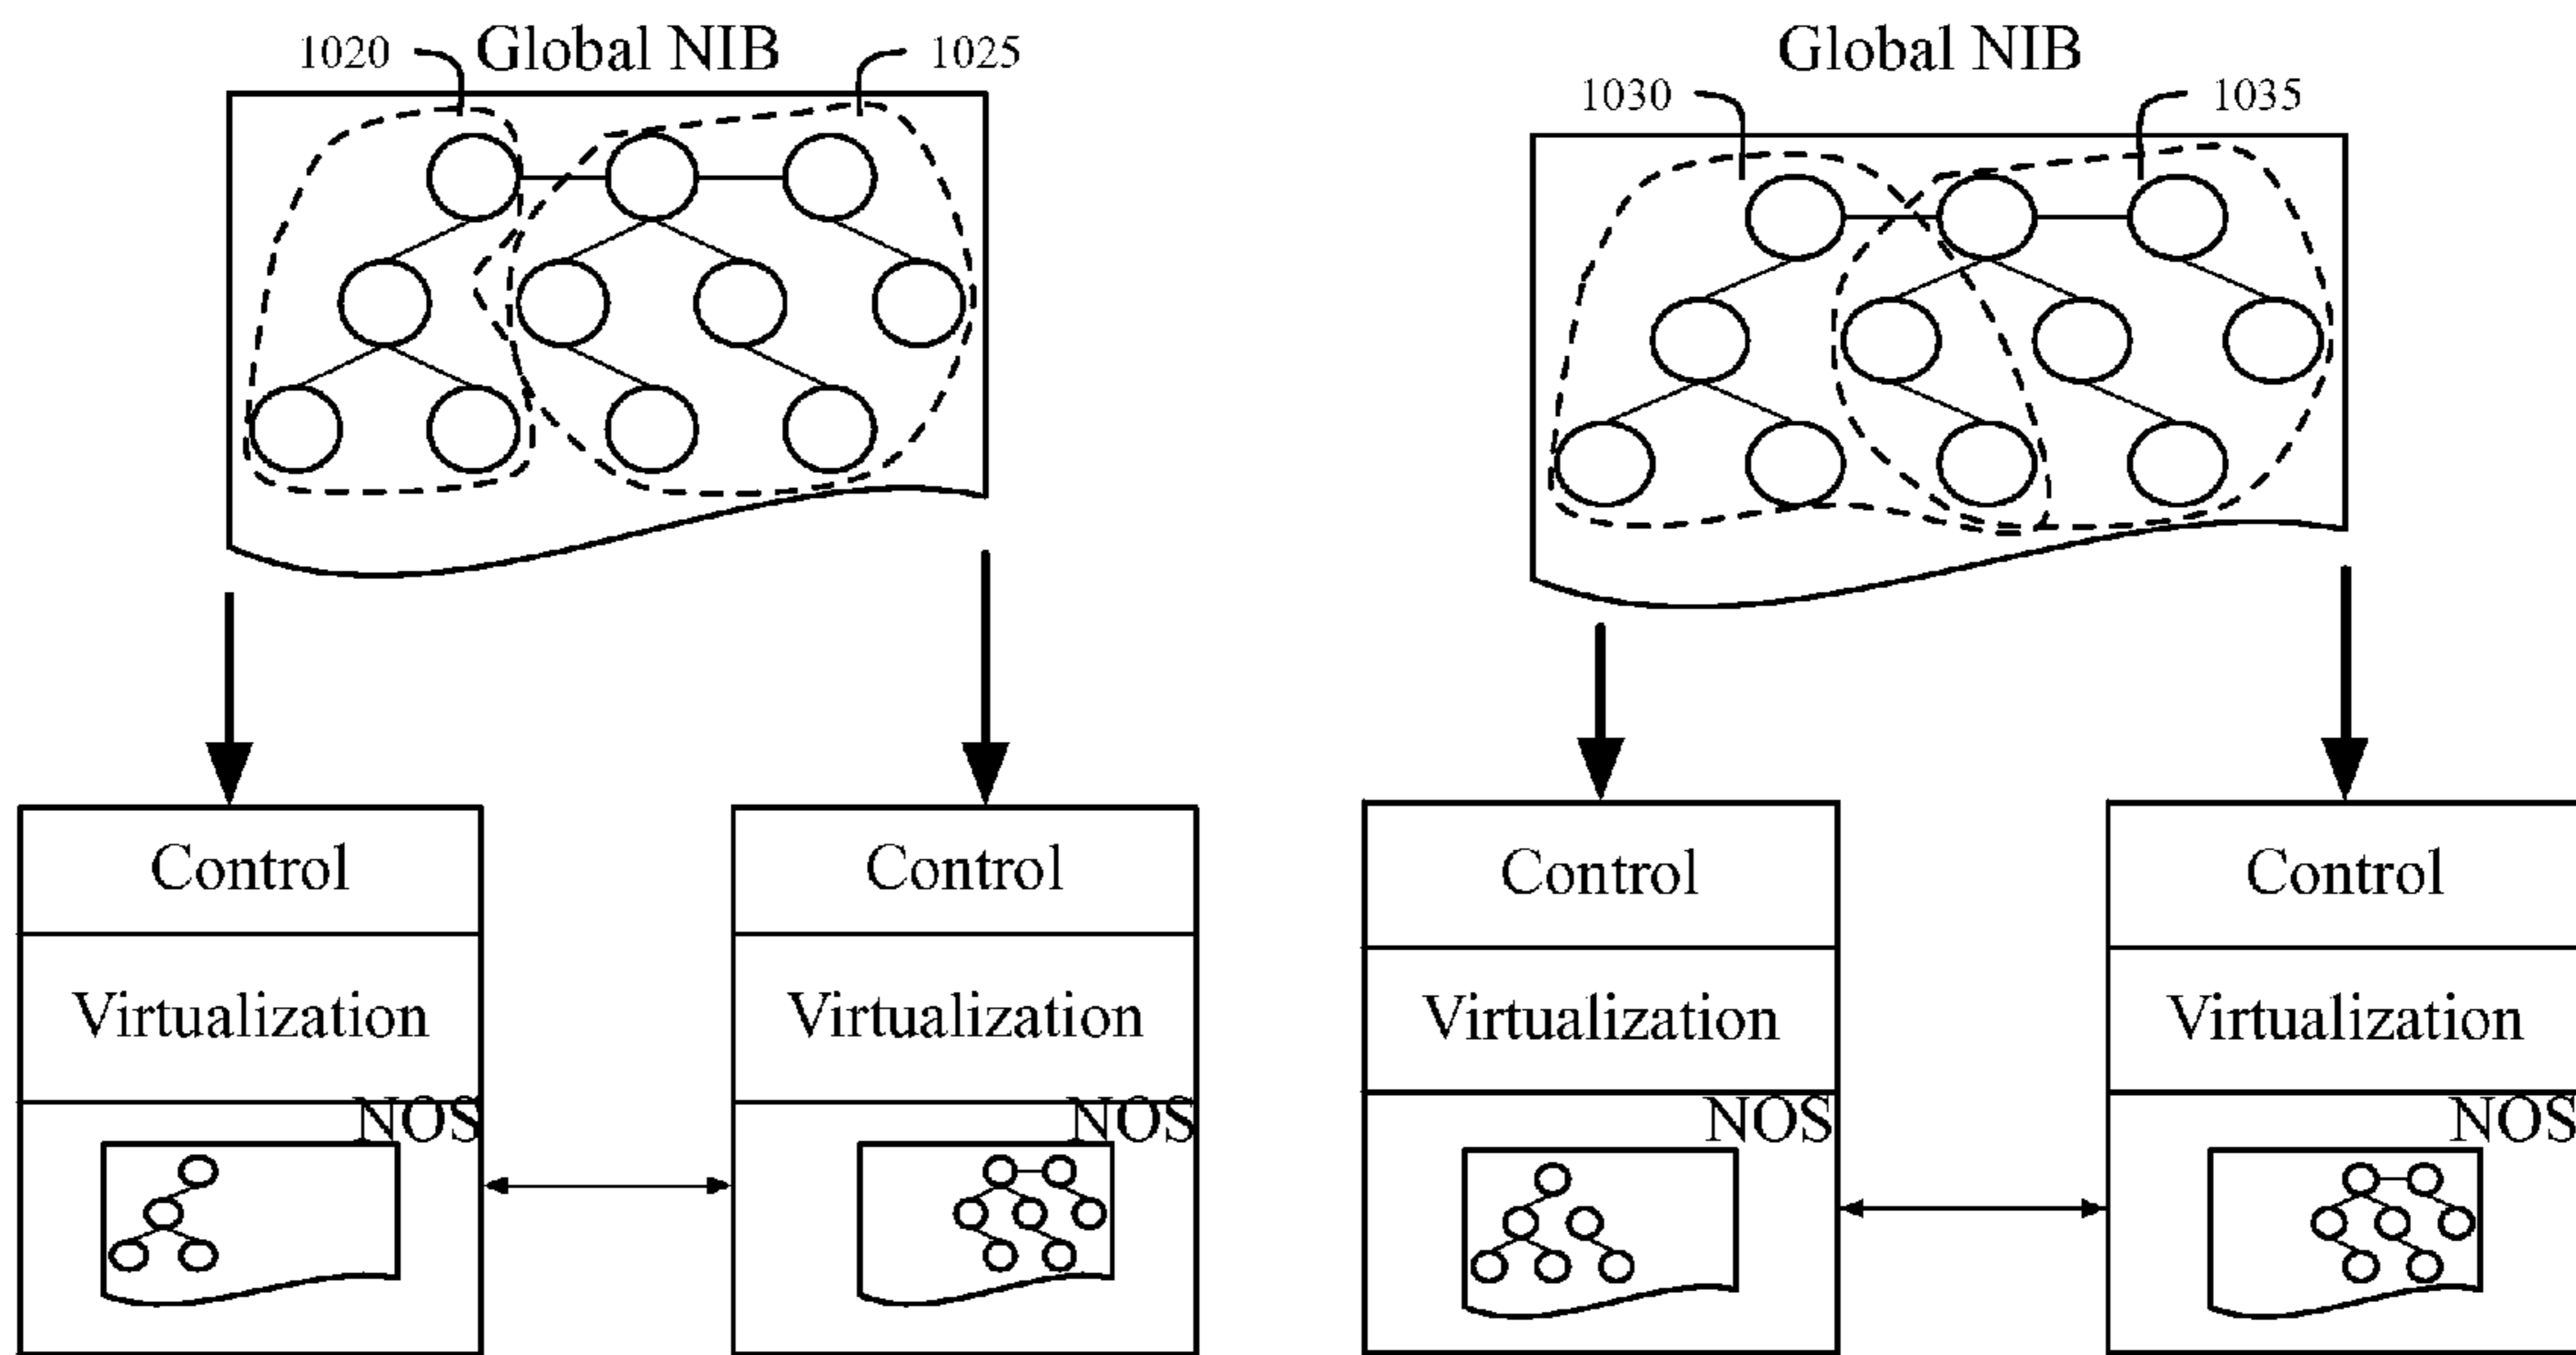 1020 Global NIB 1025
Global NIB
1030 1035
Control
Control
Control
Control
Virtualization
Virtualization
Virtualization
Virtualization
NOS
NOS
NOS
NOS